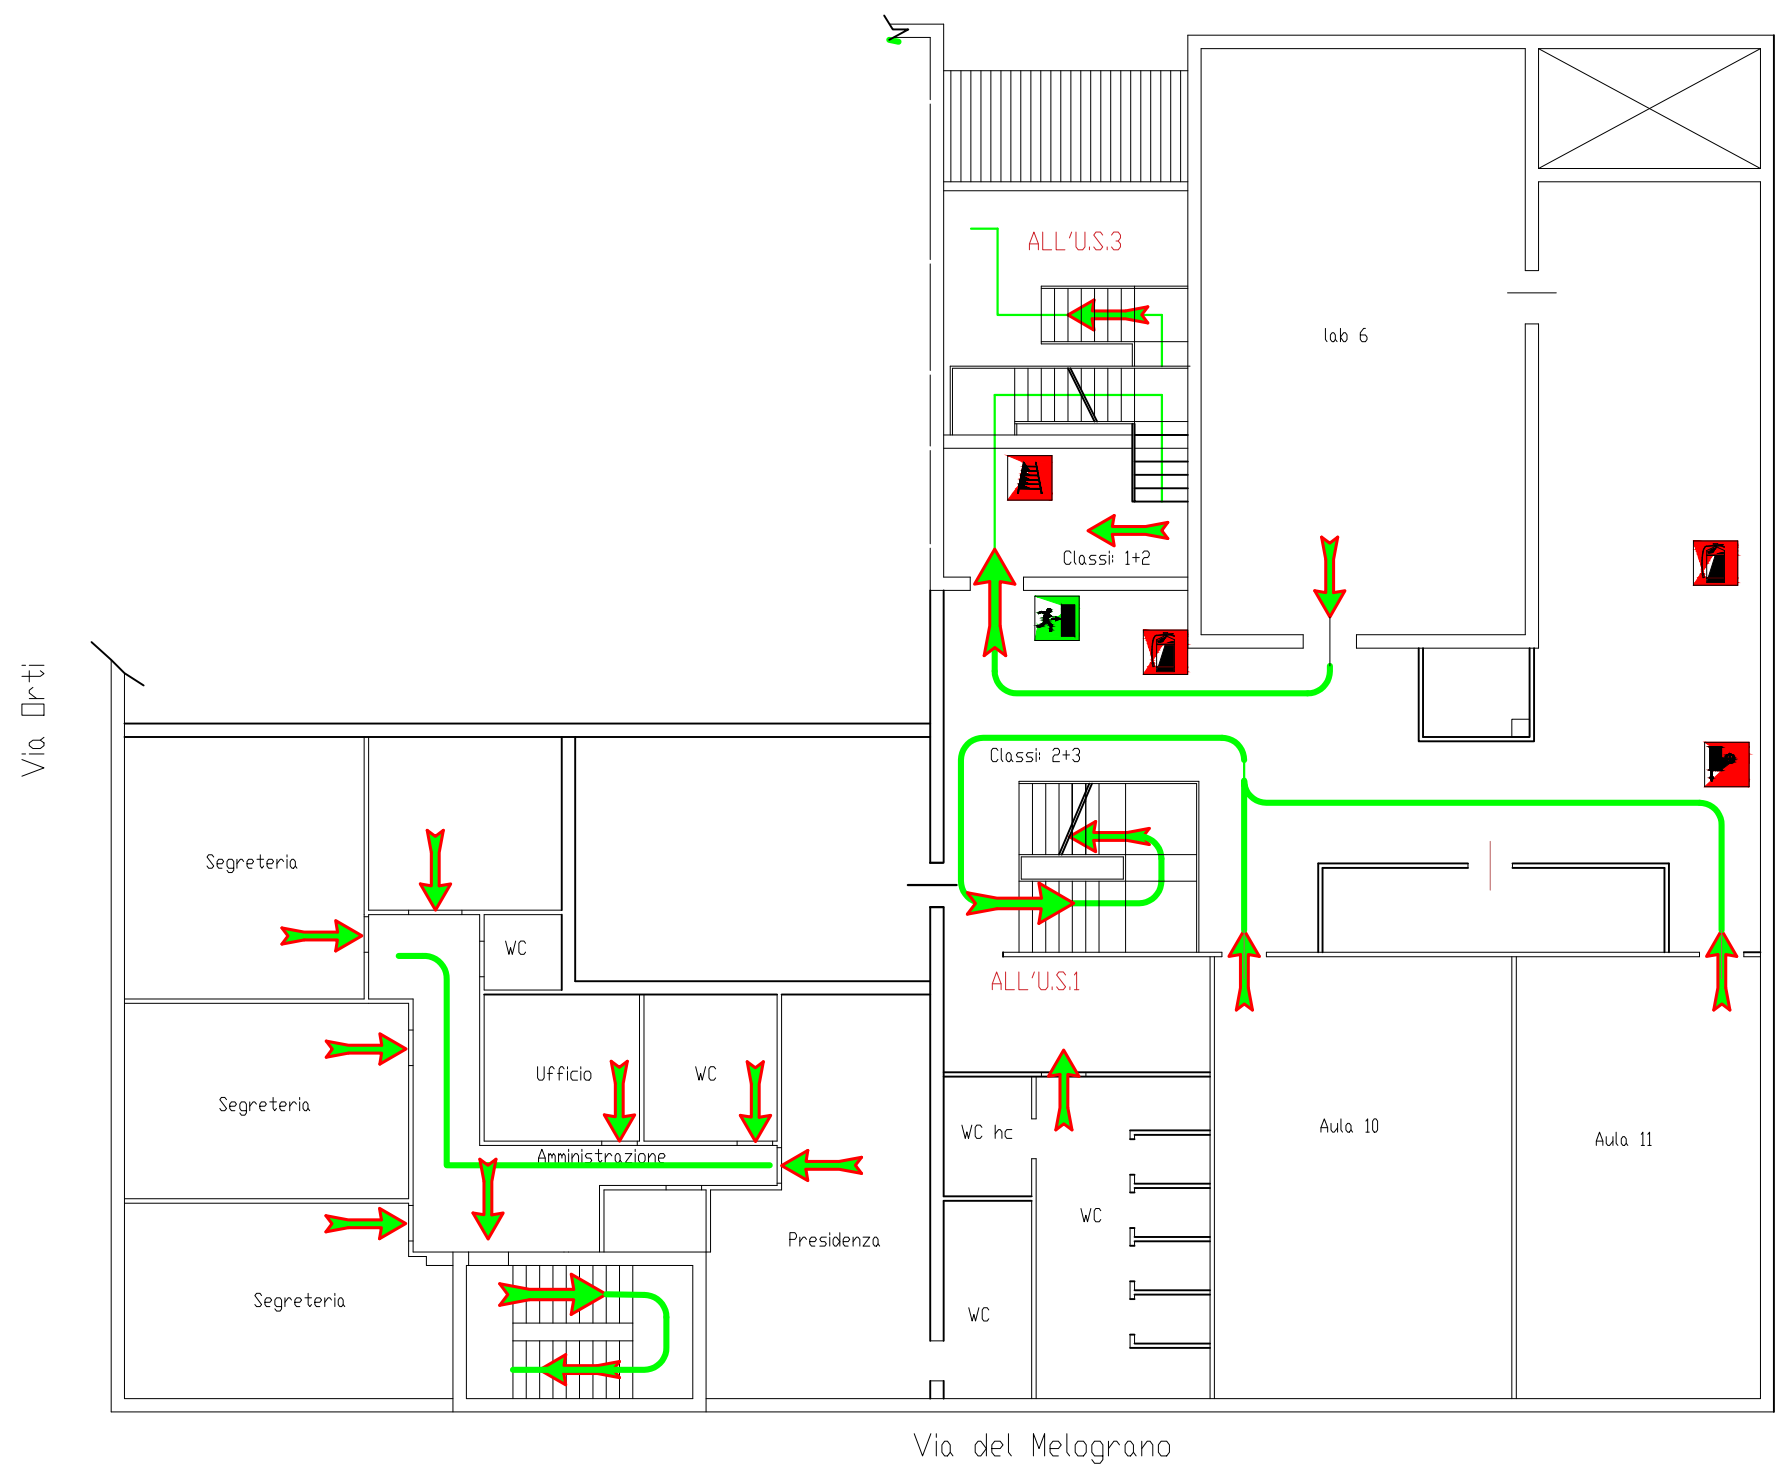 ALL'U.S.3
lab 6
Classi: 1+2
Via Orti
Classi: 2+3
Segreteria
WC
ALL'U.S.1
Ufficio
WC
Segreteria
Aula 10
WC hc
Aula 11
Amministrazione
WC
Presidenza
Segreteria
WC
Via del Melograno